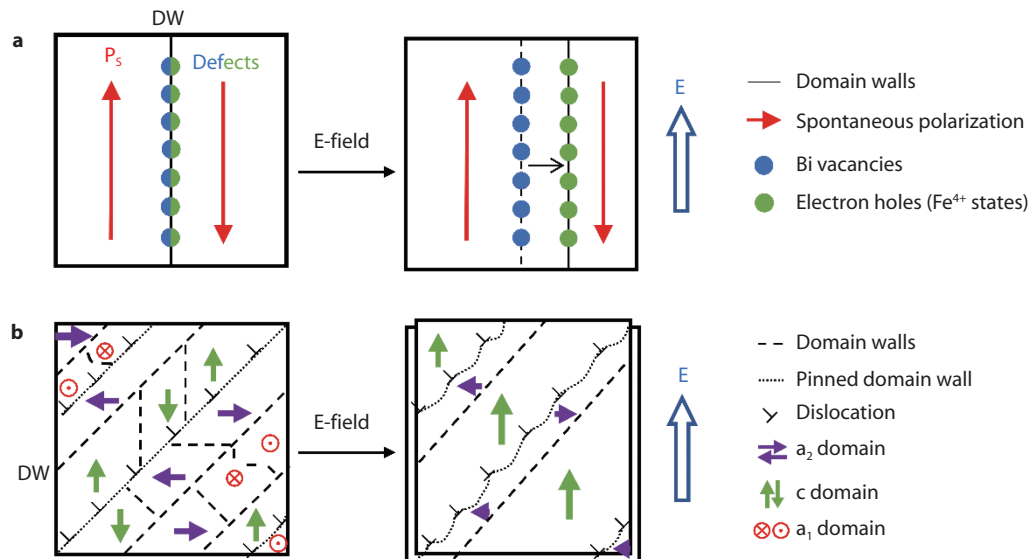 DW
a
P_S
Defects
E-field
E
Domain walls
Spontaneous polarization
Bi vacancies
Electron holes (Fe⁴⁺ states)
b
DW
E-field
E
Domain walls
Pinned domain wall
Dislocation
a₂ domain
c domain
a₁ domain